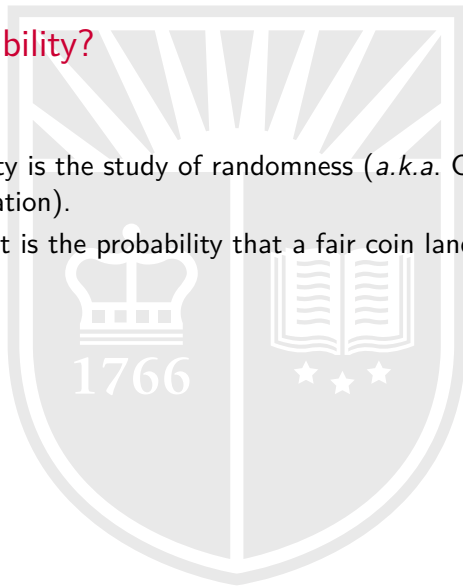 bility?
ty is the study of randomness (a.k.a. C
ation).
t is the probability that a fair coin lan
1766